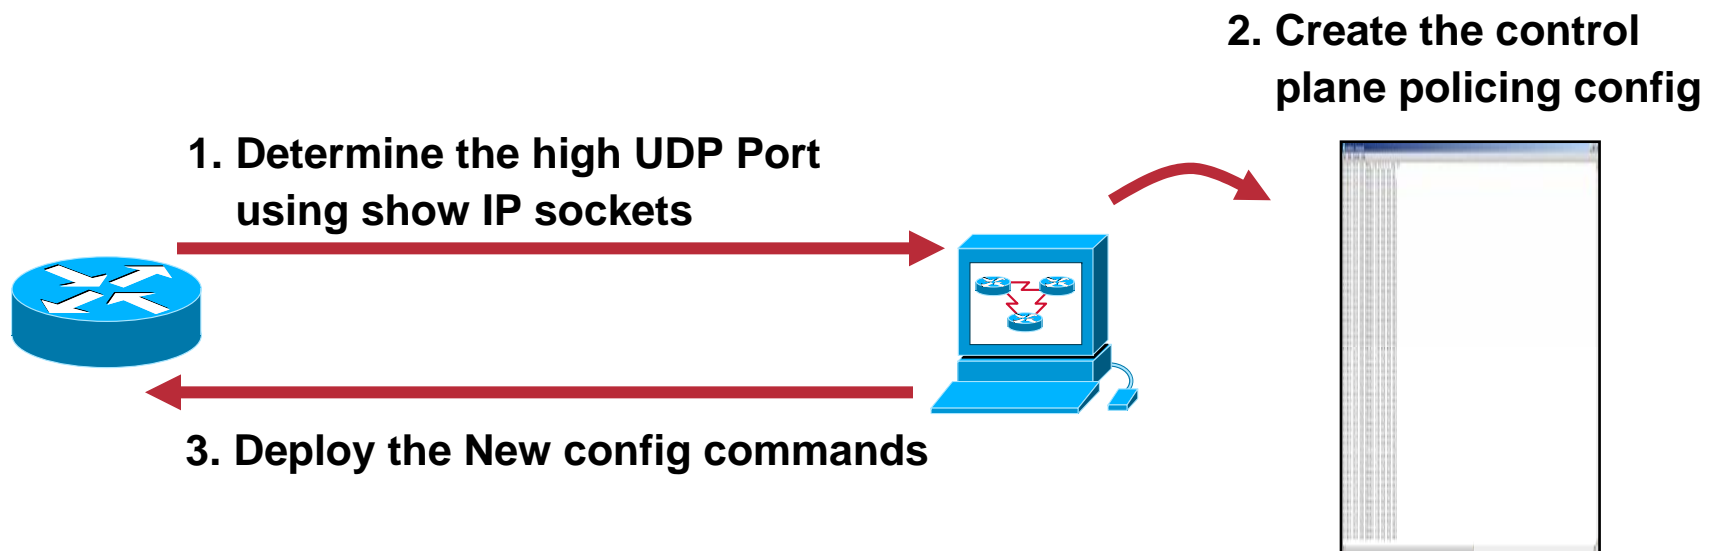 1. Determine the high UDP Port
using show IP sockets
2. Create the control
plane policing config
3. Deploy the New config commands